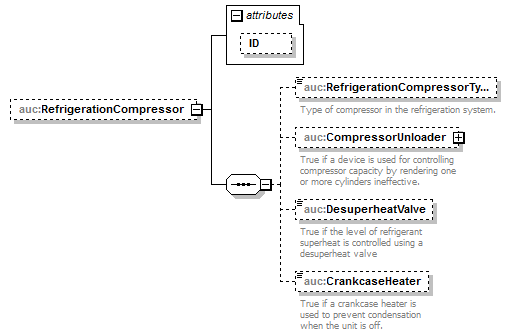 attributes
ID
auc:RefrigerationCompressor
auc:RefrigerationCompressorTy...
Type of compressor in the refrigeration system.
auc:CompressorUnloader
True if a device is used for controlling
compressor capacity by rendering one
or more cylinders ineffective.
auc:DesuperheatValve
True if the level of refrigerant
superheat is controlled using a
desuperheat valve
auc:CrankcaseHeater
True if a crankcase heater is
used to prevent condensation
when the unit is off.